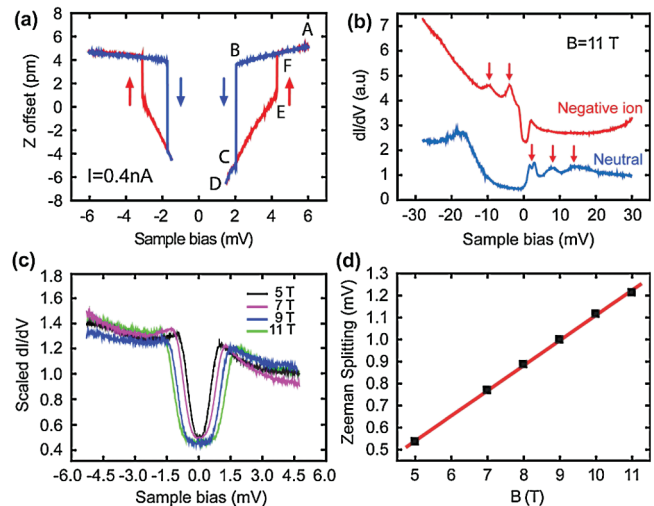 (a)
Z offset (pm)
8
6
4
2
0
-2
-4
-6
-8
A
B
F
E
C
D
I=0.4nA
-6 -4 -2 0 2 4 6
Sample bias (mV)
(b)
dI/dV (a.u)
7
6
5
4
3
2
1
0
B=11 T
Negative ion
Neutral
-30 -20 -10 0 10 20 30
Sample bias (mV)
(c)
Scaled dI/dV
1.8
1.6
1.4
1.2
1.0
0.8
0.6
0.4
5 T
7 T
9 T
11 T
-6.0 -4.5 -3.0 -1.5 0.0 1.5 3.0 4.5 6.0
Sample bias (mV)
(d)
Zeeman Splitting (mV)
1.3
1.2
1.1
1.0
0.9
0.8
0.7
0.6
0.5
5 6 7 8 9 10 11
B (T)